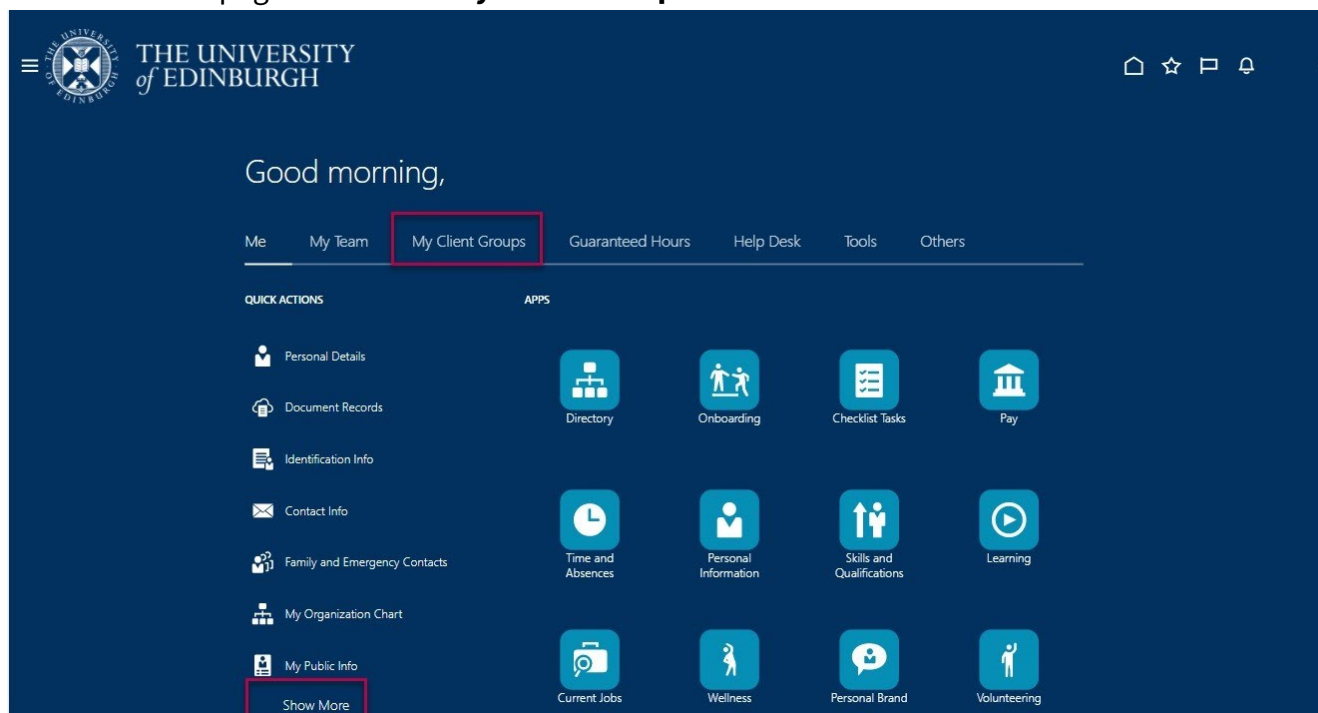 THE UNIVERSITY
of EDINBURGH
Good morning,
Me My Team My Client Groups Guaranteed Hours Help Desk Tools Others
QUICK ACTIONS APPS
Personal Details
Document Records
Identification Info
Contact Info
Family and Emergency Contacts
My Organization Chart
My Public Info
Show More
Directory Onboarding Checklist Tasks Pay
Time and Absences Personal Information Skills and Qualifications Learning
Current Jobs Wellness Personal Brand Volunteering